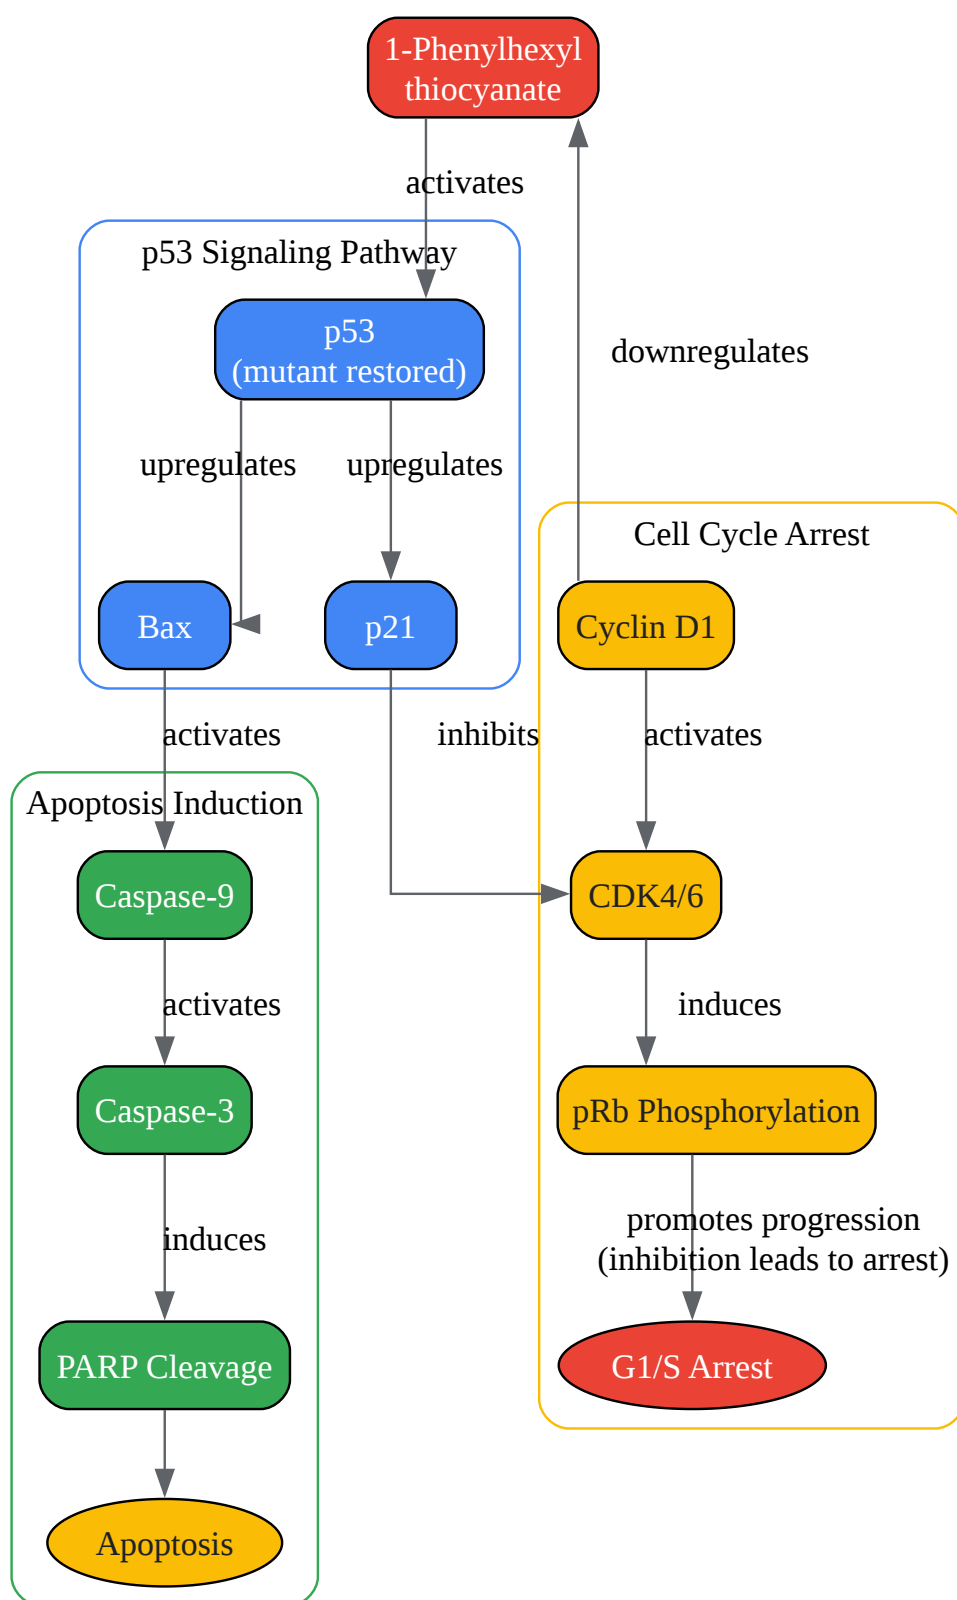 1-Phenylhexyl
thiocyanate
activates
p53 Signaling Pathway
p53
(mutant restored)
downregulates
upregulates
upregulates
Cell Cycle Arrest
Bax
p21
Cyclin D1
activates
inhibits
activates
Apoptosis Induction
Caspase-9
CDK4/6
activates
induces
Caspase-3
pRb Phosphorylation
induces
promotes progression
(inhibition leads to arrest)
PARP Cleavage
G1/S Arrest
Apoptosis